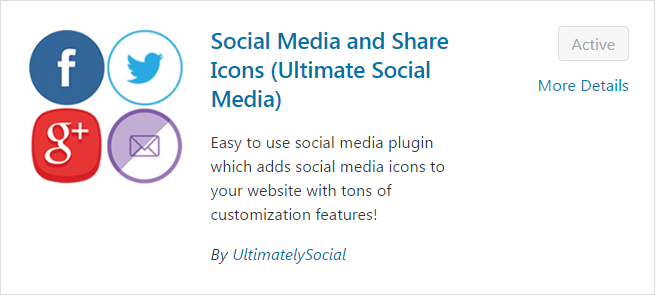 Social Media and Share
Icons (Ultimate Social
Media)
Active
More Details
f
g+
Easy to use social media plugin
which adds social media icons to
your website with tons of
customization features!
By UltimatelySocial